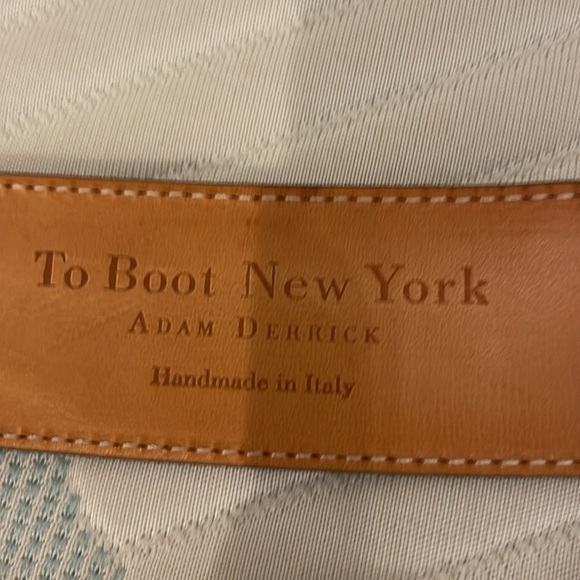 To Boot New York
Adam Derrick
Handmade in Italy